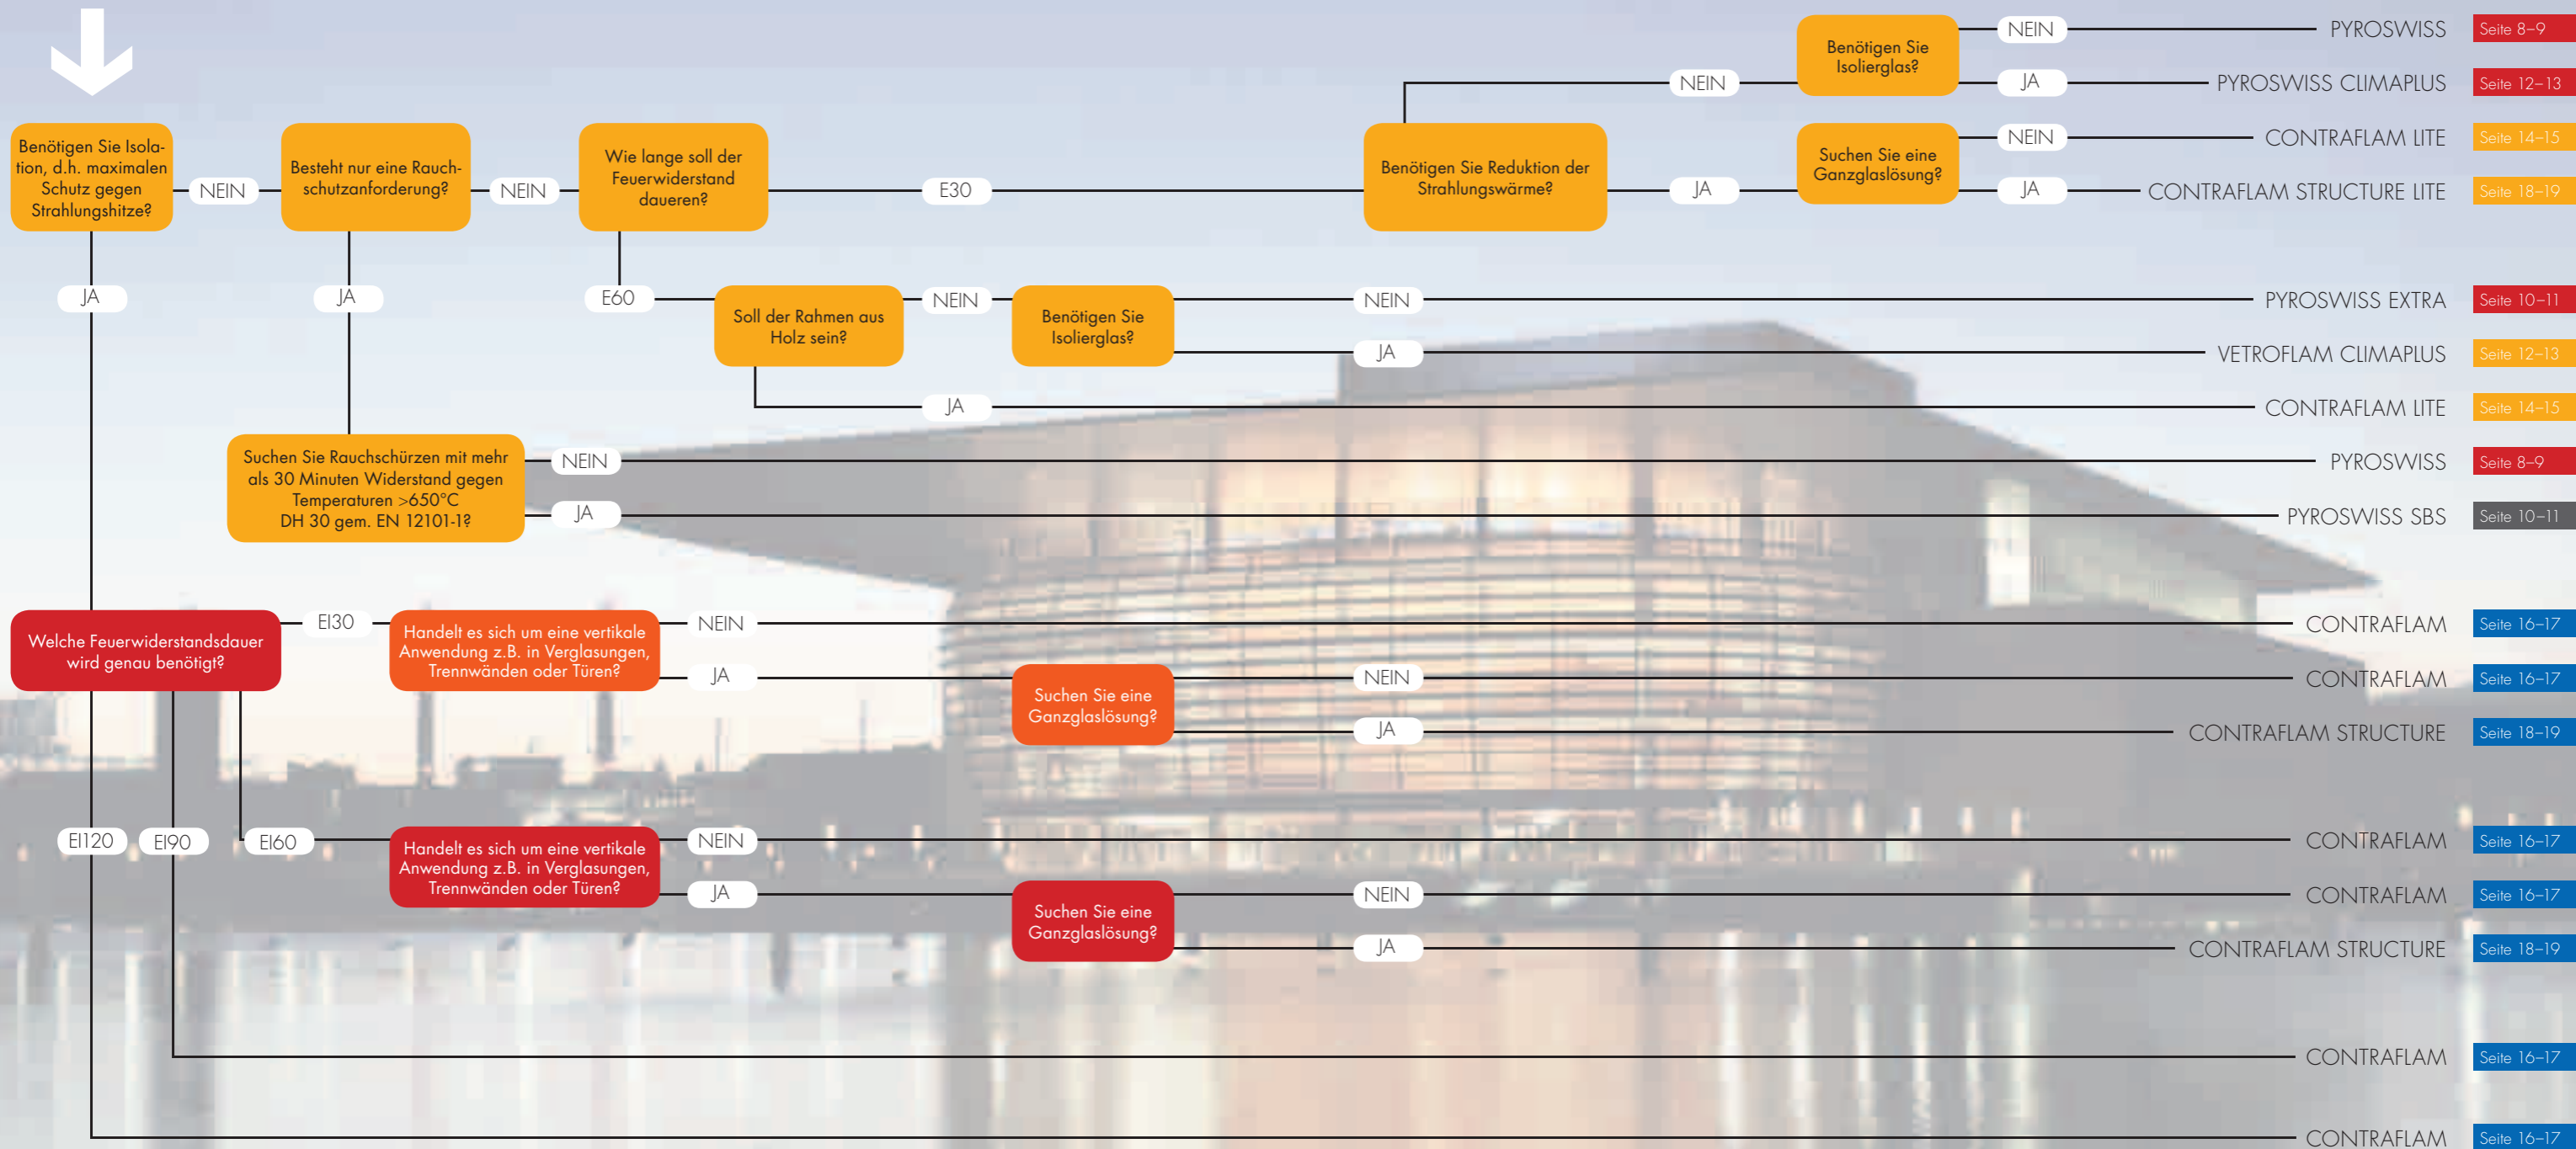 NEIN
PYROSWISS
Seite 8–9
Benötigen Sie
Isolierglas?
NEIN
JA
PYROSWISS CLIMAPLUS
Seite 12–13
Benötigen Sie Isola-
tion, d.h. maximalen
Schutz gegen
Strahlungshitze?
NEIN
Besteht nur eine Rauch-
schutzanforderung?
NEIN
Wie lange soll der
Feuerwiderstand
daueren?
E30
Benötigen Sie Reduktion der
Strahlungswärme?
JA
Suchen Sie eine
Ganzglaslösung?
NEIN
CONTRAFLAM LITE
Seite 14–15
JA
CONTRAFLAM STRUCTURE LITE
Seite 18–19
JA
JA
E60
Soll der Rahmen aus
Holz sein?
NEIN
Benötigen Sie
Isolierglas?
NEIN
PYROSWISS EXTRA
Seite 10–11
JA
VETROFLAM CLIMAPLUS
Seite 12–13
JA
CONTRAFLAM LITE
Seite 14–15
Suchen Sie Rauchschürzen mit mehr
als 30 Minuten Widerstand gegen
Temperaturen >650°C
DH 30 gem. EN 12101-1?
NEIN
PYROSWISS
Seite 8–9
JA
PYROSWISS SBS
Seite 10–11
Welche Feuerwiderstandsdauer
wird genau benötigt?
EI30
Handelt es sich um eine vertikale
Anwendung z.B. in Verglasungen,
Trennwänden oder Türen?
NEIN
CONTRAFLAM
Seite 16–17
JA
Suchen Sie eine
Ganzglaslösung?
NEIN
CONTRAFLAM
Seite 16–17
JA
CONTRAFLAM STRUCTURE
Seite 18–19
EI120
EI90
EI60
Handelt es sich um eine vertikale
Anwendung z.B. in Verglasungen,
Trennwänden oder Türen?
NEIN
CONTRAFLAM
Seite 16–17
JA
Suchen Sie eine
Ganzglaslösung?
NEIN
CONTRAFLAM
Seite 16–17
JA
CONTRAFLAM STRUCTURE
Seite 18–19
CONTRAFLAM
Seite 16–17
CONTRAFLAM
Seite 16–17